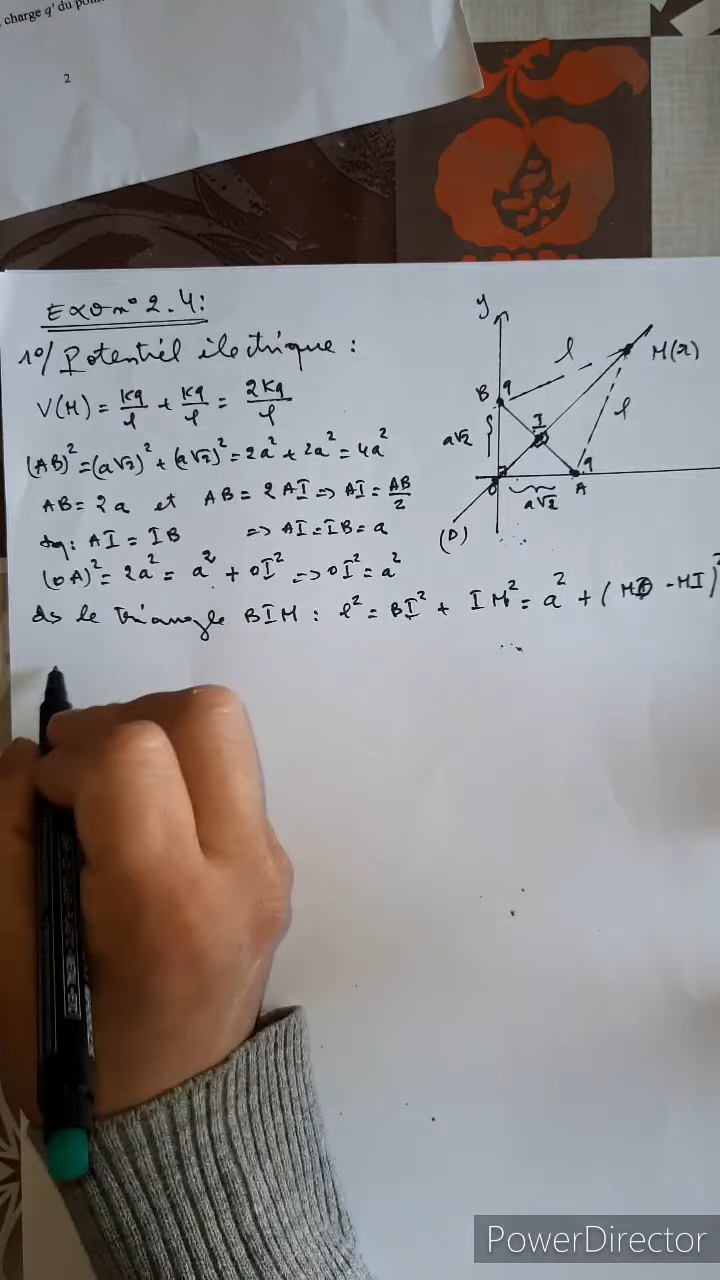 charge q' du
2
Exo n° 2.4:
1°/ Potentiel électrique :
V(M) = kq/l + kq/l = 2kq/l
(AB)² = (a√2)² + (a√2)² = 2a² + 2a² = 4a²
AB = 2a et AB = 2AI => AI = AB/2
dq: AI = IB => AI = IB = a
(OA)² = 2a² = a² + OI² => OI² = a²
ds le triangle BIM : l² = BI² + IM² = a² + (MO - MI)²
y
B q
l
M(x)
I
l
a√2
O
A q
a√2
(D)
PowerDirector